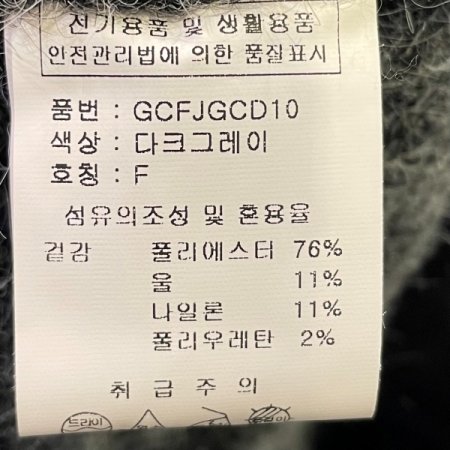 전기용품 및 생활용품
안전관리법에 의한 품질표시
품번 : GCFJGCD10
색상 : 다크그레이
호칭 : F
섬유의조성 및 혼용율
겉감 폴리에스터 76%
울 11%
나일론 11%
폴리우레탄 2%
취급주의
드라이